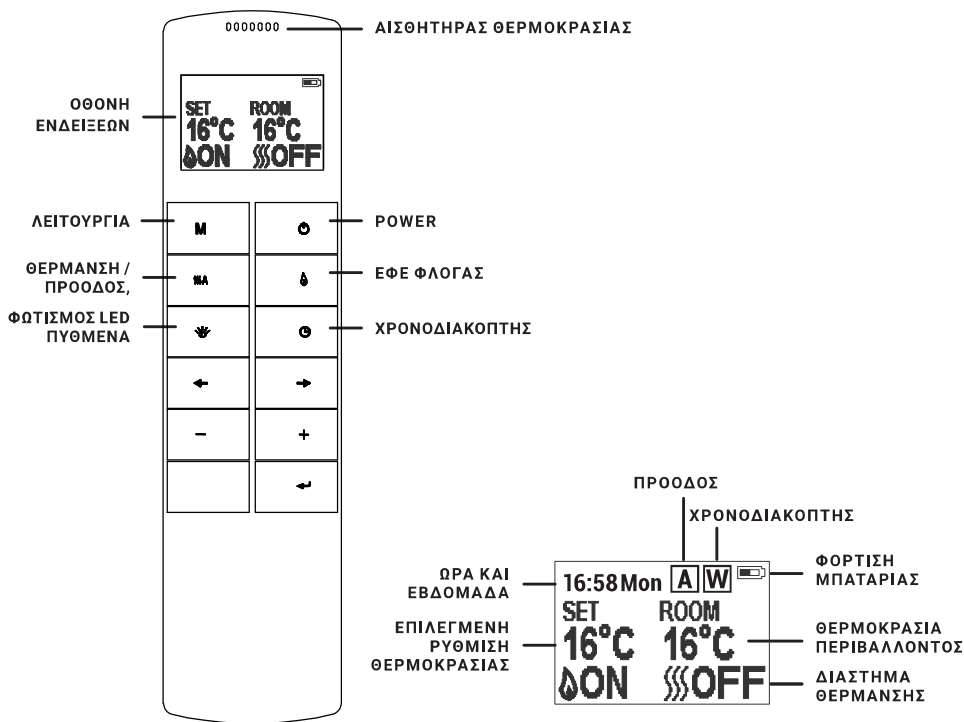 ΑΙΣΘΗΤΗΡΑΣ ΘΕΡΜΟΚΡΑΣΙΑΣ
ΟΘΟΝΗ
ΕΝΔΕΙΞΕΩΝ
SET ROOM
16°C 16°C
ON OFF
ΛΕΙΤΟΥΡΓΙΑ
M
POWER
ΘΕΡΜΑΝΣΗ /
ΠΡΟΟΔΟΣ,
ΕΦΕ ΦΛΟΓΑΣ
ΦΩΤΙΣΜΟΣ LED
ΠΥΘΜΕΝΑ
ΧΡΟΝΟΔΙΑΚΟΠΤΗΣ
− +
ΠΡΟΟΔΟΣ
ΧΡΟΝΟΔΙΑΚΟΠΤΗΣ
ΩΡΑ ΚΑΙ
ΕΒΔΟΜΑΔΑ
16:58 Mon A W
ΦΟΡΤΙΣΗ
ΜΠΑΤΑΡΙΑΣ
SET ROOM
16°C 16°C
ON OFF
ΕΠΙΛΕΓΜΕΝΗ
ΡΥΘΜΙΣΗ
ΘΕΡΜΟΚΡΑΣΙΑΣ
ΘΕΡΜΟΚΡΑΣΙΑ
ΠΕΡΙΒΑΛΛΟΝΤΟΣ
ΔΙΑΣΤΗΜΑ
ΘΕΡΜΑΝΣΗΣ